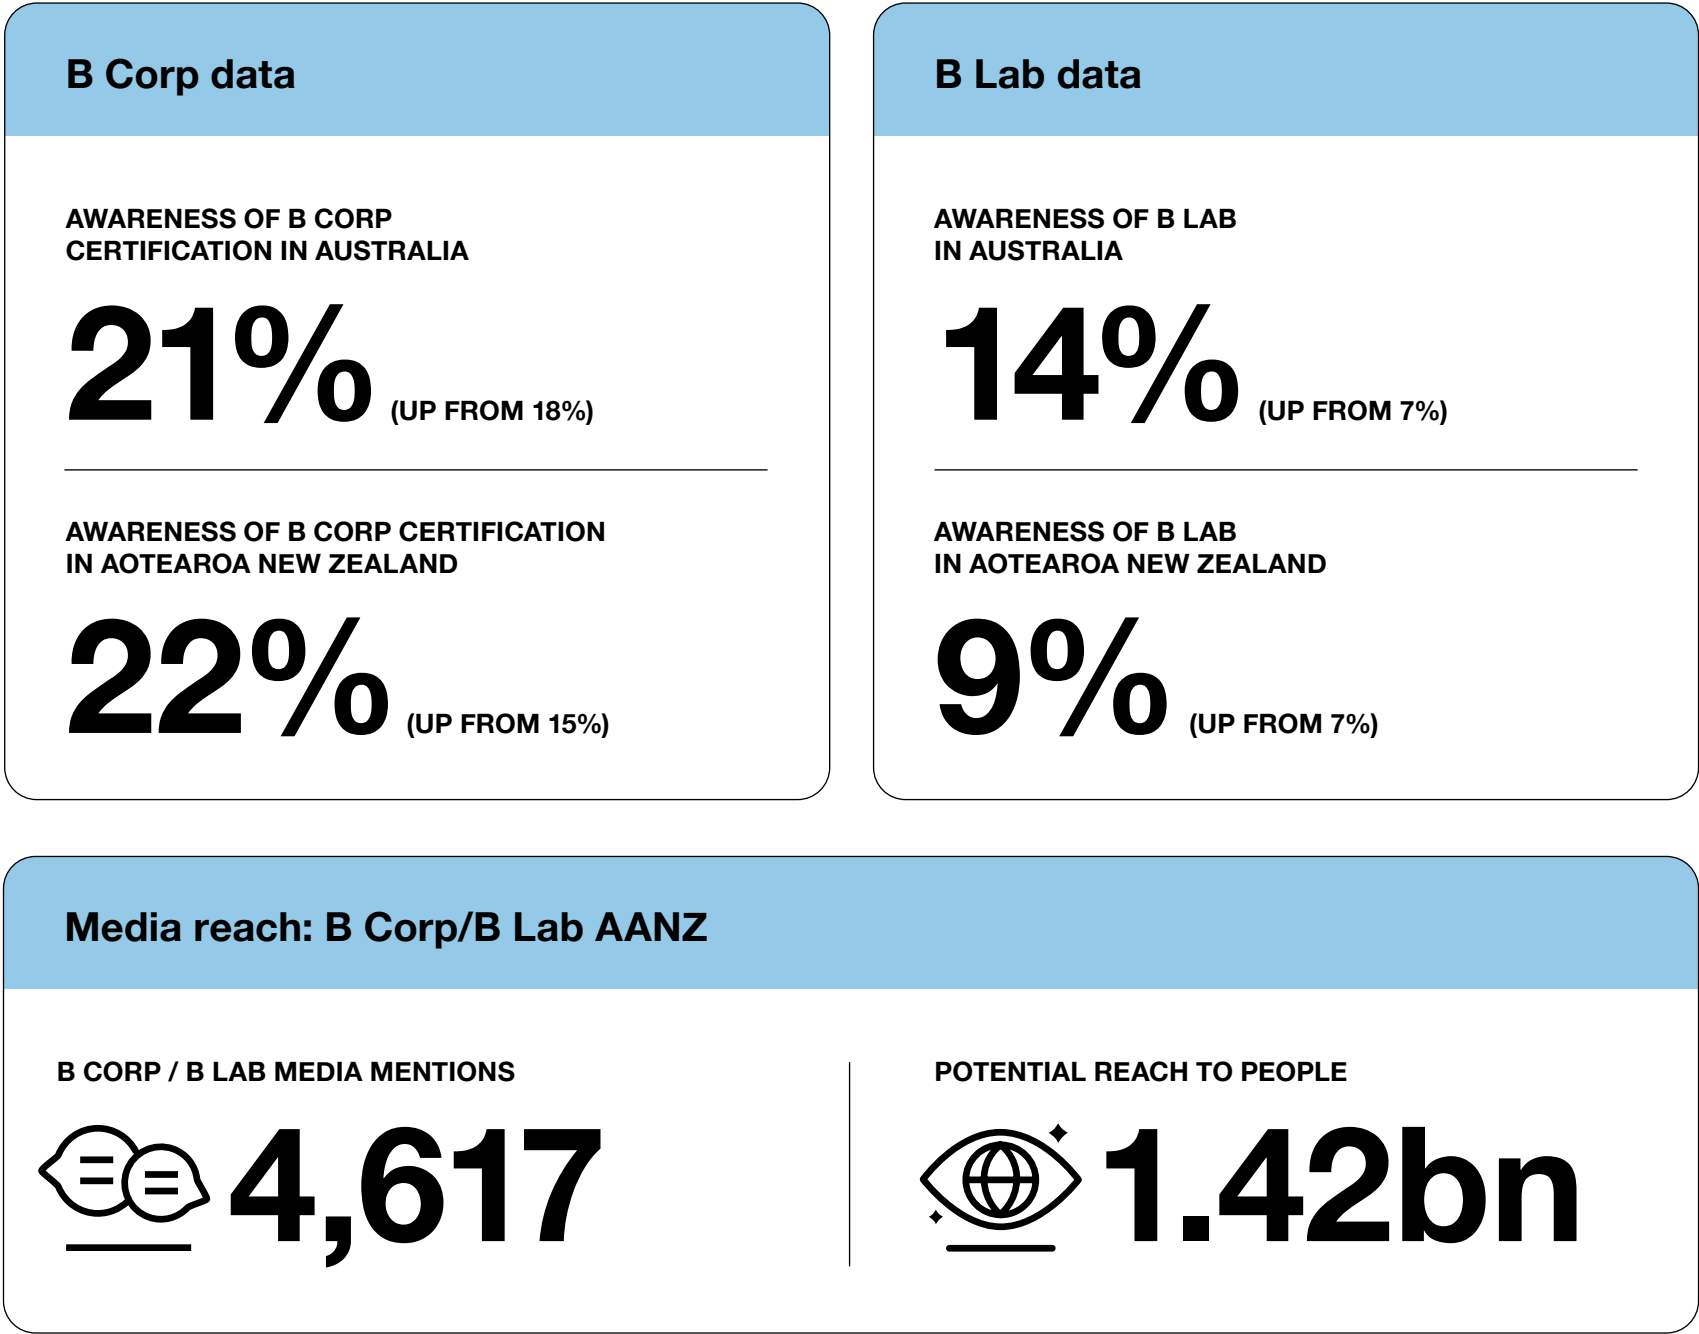 B Corp data
AWARENESS OF B CORP
CERTIFICATION IN AUSTRALIA
21% (UP FROM 18%)
AWARENESS OF B CORP CERTIFICATION
IN AOTEAROA NEW ZEALAND
22% (UP FROM 15%)
B Lab data
AWARENESS OF B LAB
IN AUSTRALIA
14% (UP FROM 7%)
AWARENESS OF B LAB
IN AOTEAROA NEW ZEALAND
9% (UP FROM 7%)
Media reach: B Corp/B Lab AANZ
B CORP / B LAB MEDIA MENTIONS
4,617
POTENTIAL REACH TO PEOPLE
1.42bn